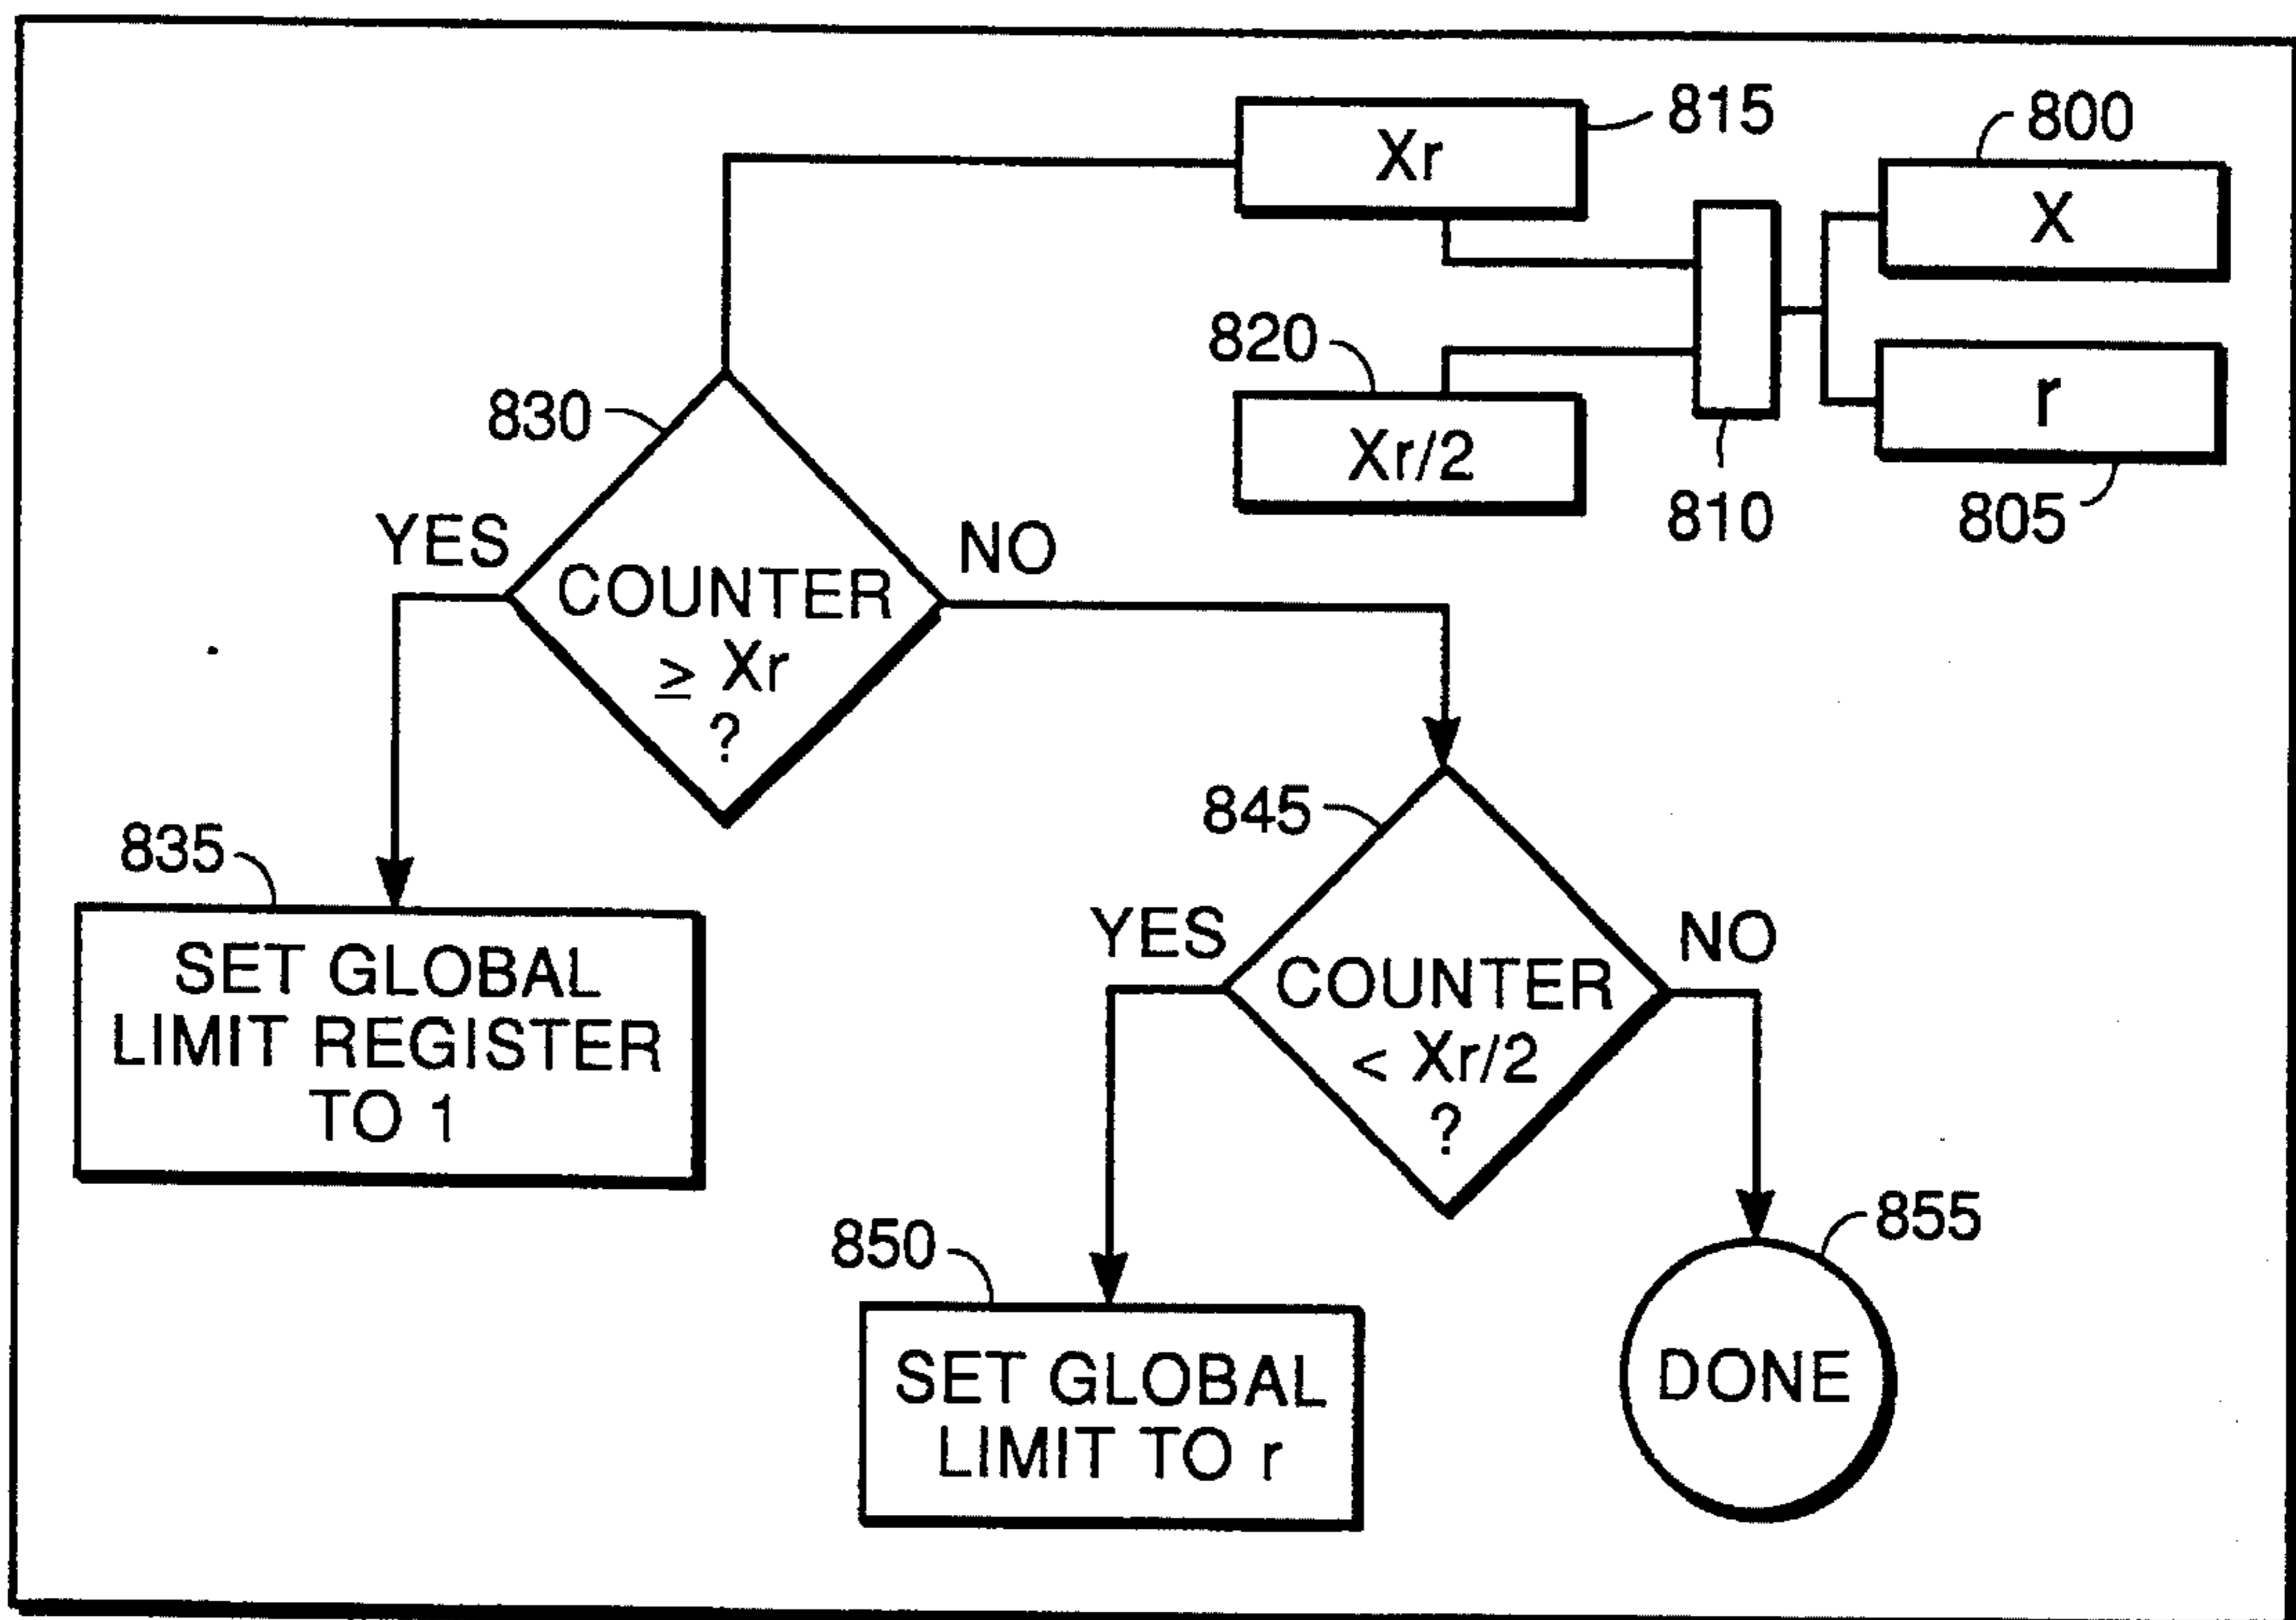 815
800
Xr
X
820
830
r
Xr/2
810
805
YES
NO
COUNTER
≥ Xr
?
835
845
YES
NO
SET GLOBAL
LIMIT REGISTER
TO 1
COUNTER
< Xr/2
?
850
855
SET GLOBAL
LIMIT TO r
DONE